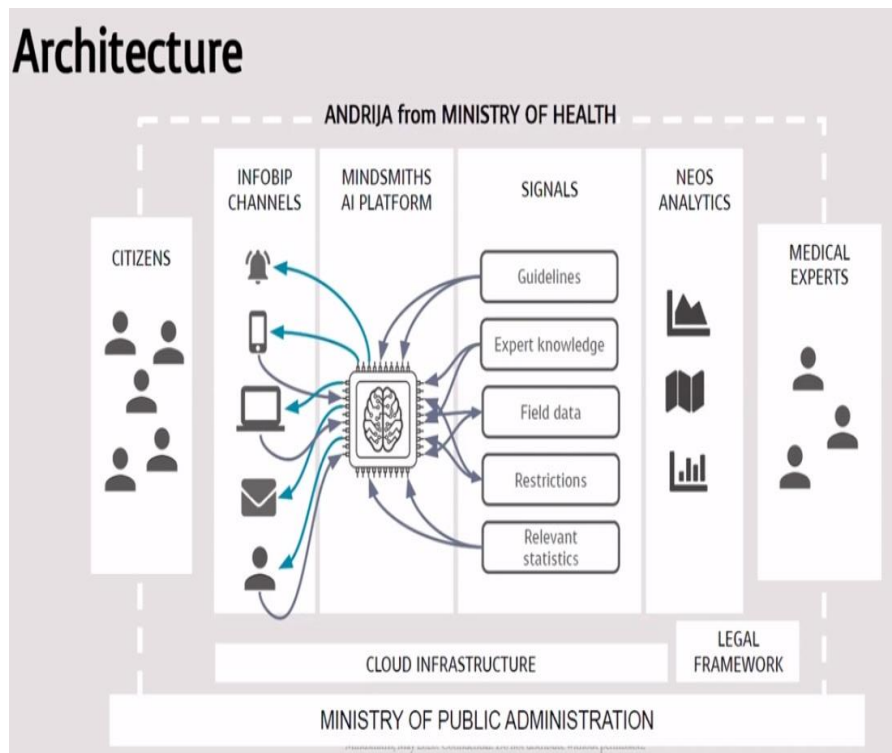 Architecture
ANDRIJA from MINISTRY OF HEALTH
CITIZENS
INFOBIP
CHANNELS
MINDSMITHS
AI PLATFORM
SIGNALS
Guidelines
Expert knowledge
Field data
Restrictions
Relevant
statistics
NEOS
ANALYTICS
MEDICAL
EXPERTS
CLOUD INFRASTRUCTURE
LEGAL
FRAMEWORK
MINISTRY OF PUBLIC ADMINISTRATION